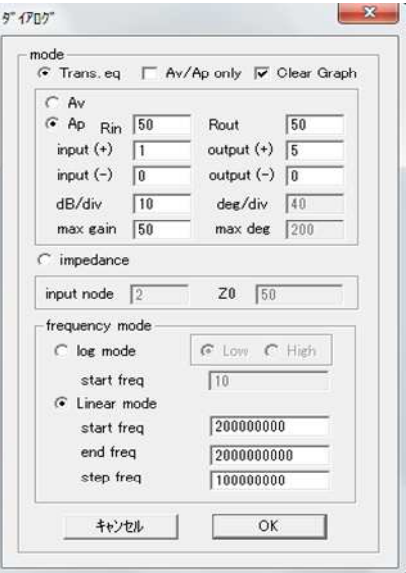 ﾀﾞｲｱﾛｸﾞ
mode
Trans. eq Av/Ap only Clear Graph
Av
Ap Rin 50 Rout 50
input (+) 1 output (+) 5
input (-) 0 output (-) 0
dB/div 10 deg/div 40
max gain 50 max deg 200
impedance
input node 2 Z0 50
frequency mode
log mode Low High
start freq 10
Linear mode
start freq 200000000
end freq 2000000000
step freq 100000000
ｷｬﾝｾﾙ OK